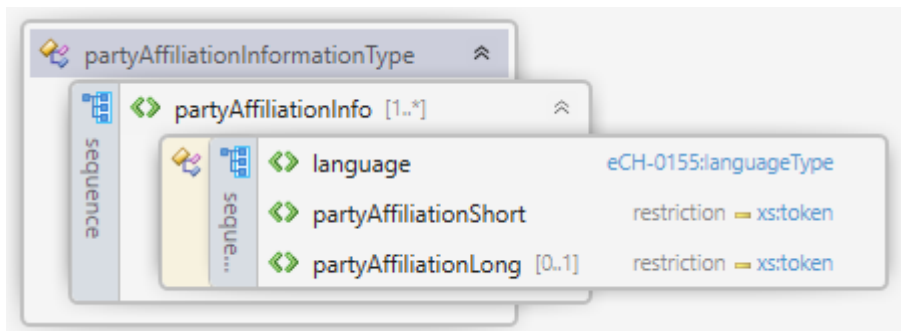 partyAffiliationInformationType
sequence
partyAffiliationInfo [1..*]
seque...
language eCH-0155:languageType
partyAffiliationShort restriction xs:token
partyAffiliationLong [0..1] restriction xs:token